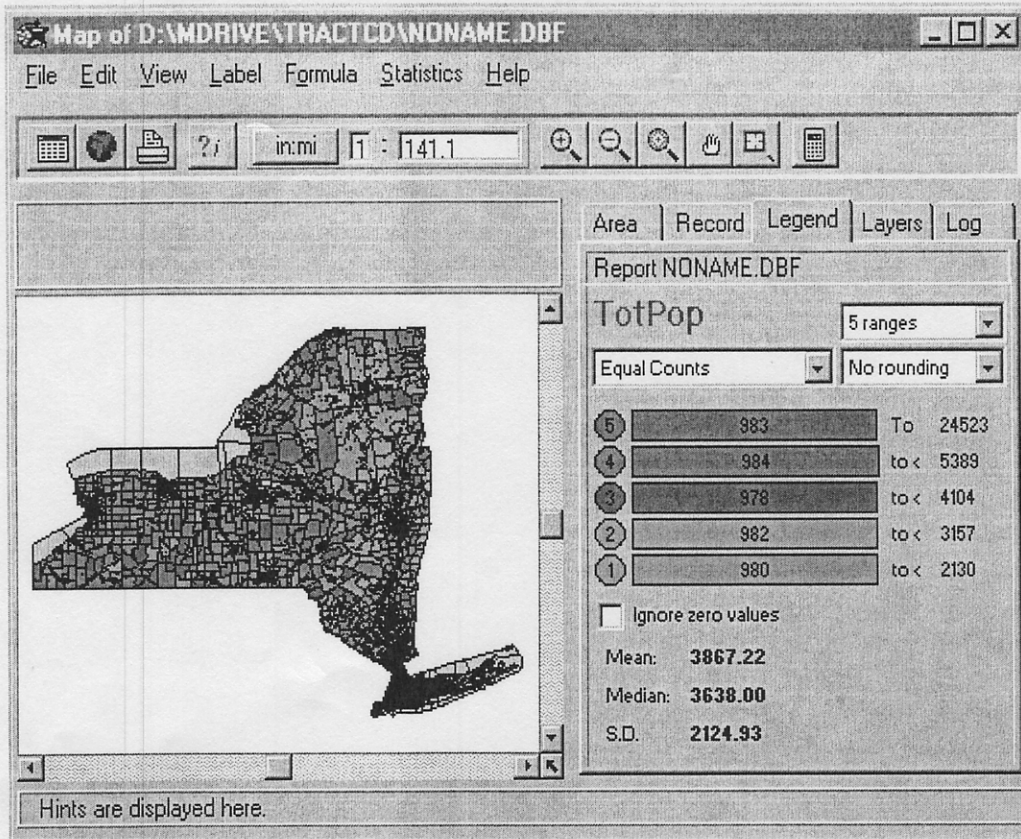 Map of D:\MDRIVE\TRACTCD\NONAME.DBF
File Edit View Label Formula Statistics Help
?i in:mi 1 : 141.1
Area Record Legend Layers Log
Report NONAME.DBF
TotPop 5 ranges
Equal Counts No rounding
5 983 To 24523
4 984 to < 5389
3 978 to < 4104
2 982 to < 3157
1 980 to < 2130
Ignore zero values
Mean: 3867.22
Median: 3638.00
S.D. 2124.93
Hints are displayed here.